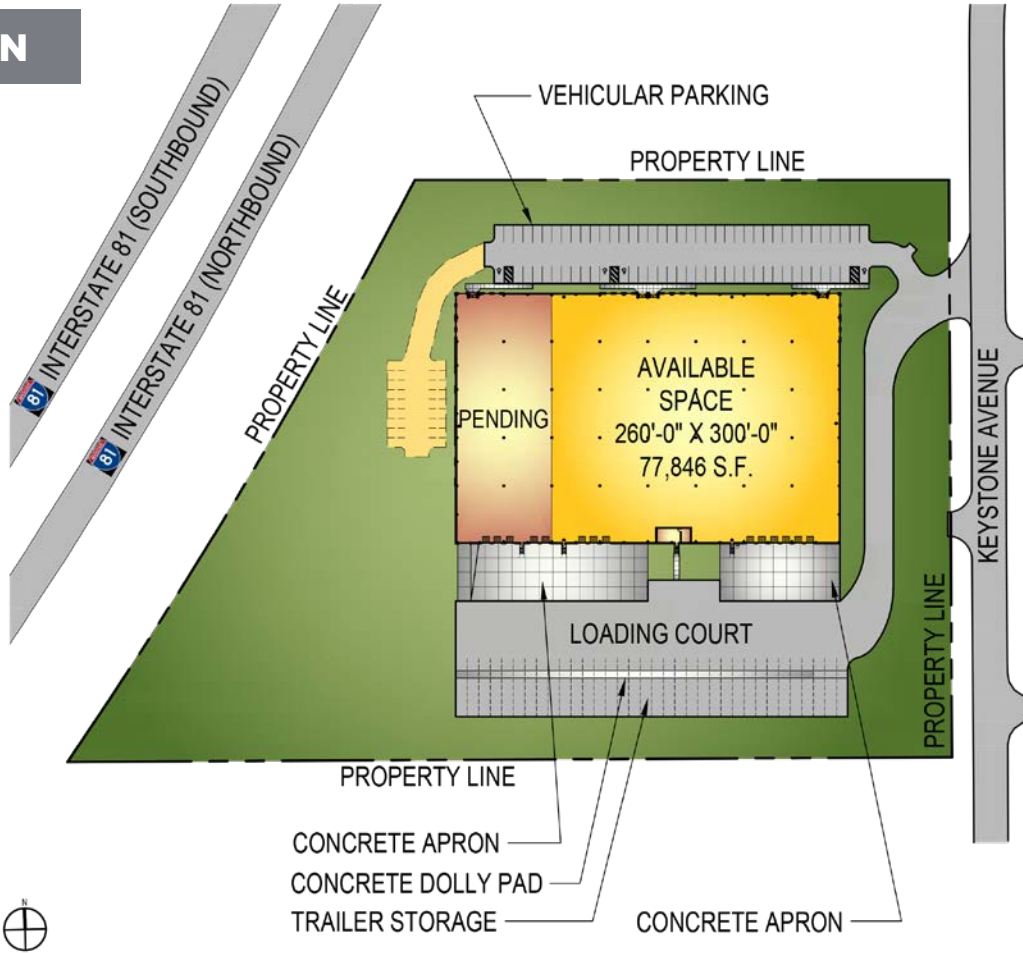 N
VEHICULAR PARKING
PROPERTY LINE
INTERSTATE 81 (SOUTHBOUND)
81
INTERSTATE 81 (NORTHBOUND)
81
PROPERTY LINE
AVAILABLE
SPACE
260'-0" X 300'-0"
77,846 S.F.
PENDING
KEYSTONE AVENUE
LOADING COURT
PROPERTY LINE
PROPERTY LINE
CONCRETE APRON
CONCRETE DOLLY PAD
TRAILER STORAGE
CONCRETE APRON
N